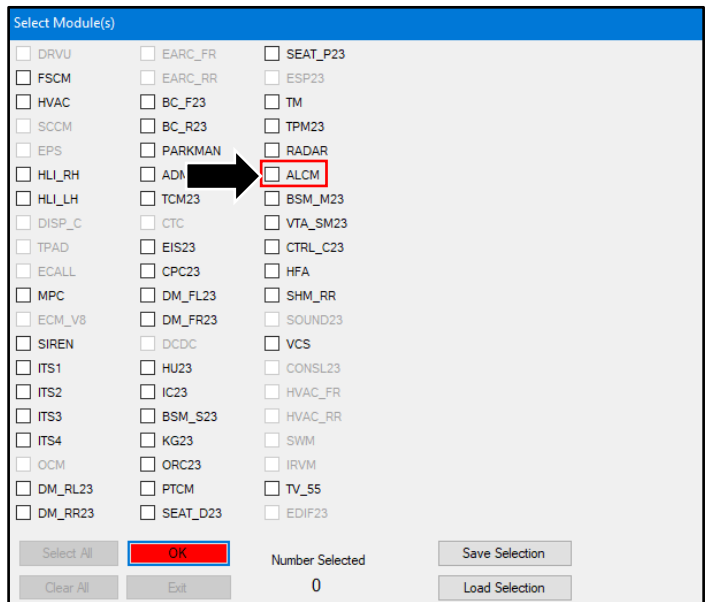 Select Module(s)
DRVU EARC_FR SEAT_P23
FSCM EARC_RR ESP23
HVAC BC_F23 TM
SCCM BC_R23 TPM23
EPS PARKMAN RADAR
HLI_RH ALCM
HLI_LH TCM23 BSM_M23
DISP_C CTC VTA_SM23
TPAD EIS23 CTRL_C23
ECALL CPC23 HFA
MPC DM_FL23 SHM_RR
ECM_V8 DM_FR23 SOUND23
SIREN DCDC VCS
ITS1 HU23 CONSL23
ITS2 IC23 HVAC_FR
ITS3 BSM_S23 HVAC_RR
ITS4 KG23 SWM
OCM ORC23 IRVM
DM_RL23 PTCM TV_55
DM_RR23 SEAT_D23 EDIF23
Select All OK Number Selected Save Selection
Clear All Exit 0 Load Selection